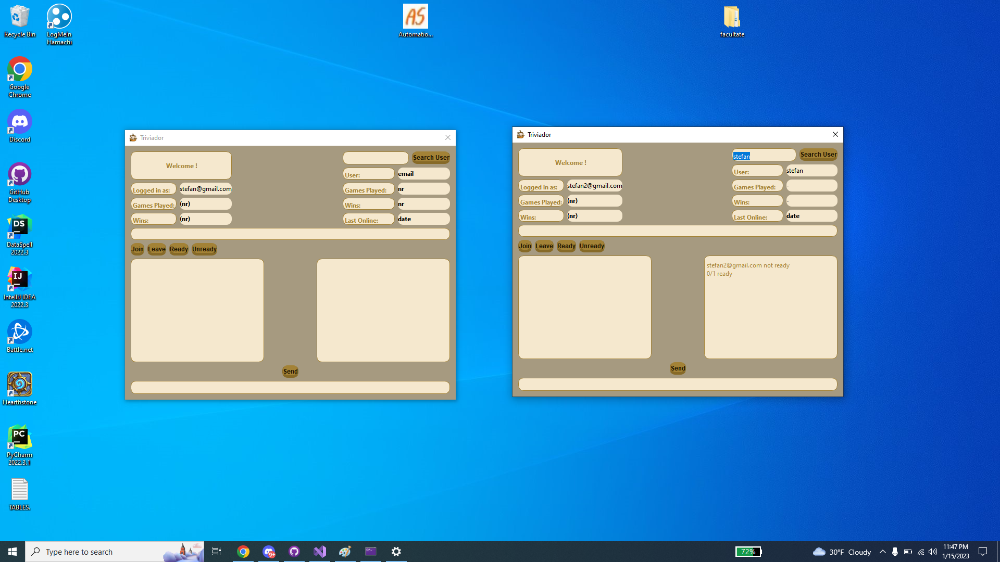 Recycle Bin
LogMeIn
Hamachi
Automatio...
facultate
Google
Chrome
Discord
GitHub
Desktop
DS
DataSpell
2022.3
IJ
IntelliJ IDEA
2022.3
Battle.net
Hearthstone
PC
PyCharm
2022.3.1
TABLES.
AS
Triviador
Welcome !
Search User
User: email
Logged in as: stefan@gmail.com
Games Played: nr
Games Played: (nr)
Wins: nr
Wins: (nr)
Last Online: date
Join Leave Ready Unready
Send
Triviador
Welcome !
stefan Search User
User: stefan
Logged in as: stefan2@gmail.com
Games Played: -
Games Played: (nr)
Wins: -
Wins: (nr)
Last Online: date
Join Leave Ready Unready
stefan2@gmail.com not ready
0/1 ready
Send
Type here to search
9+
72%
30°F Cloudy
11:47 PM
1/15/2023